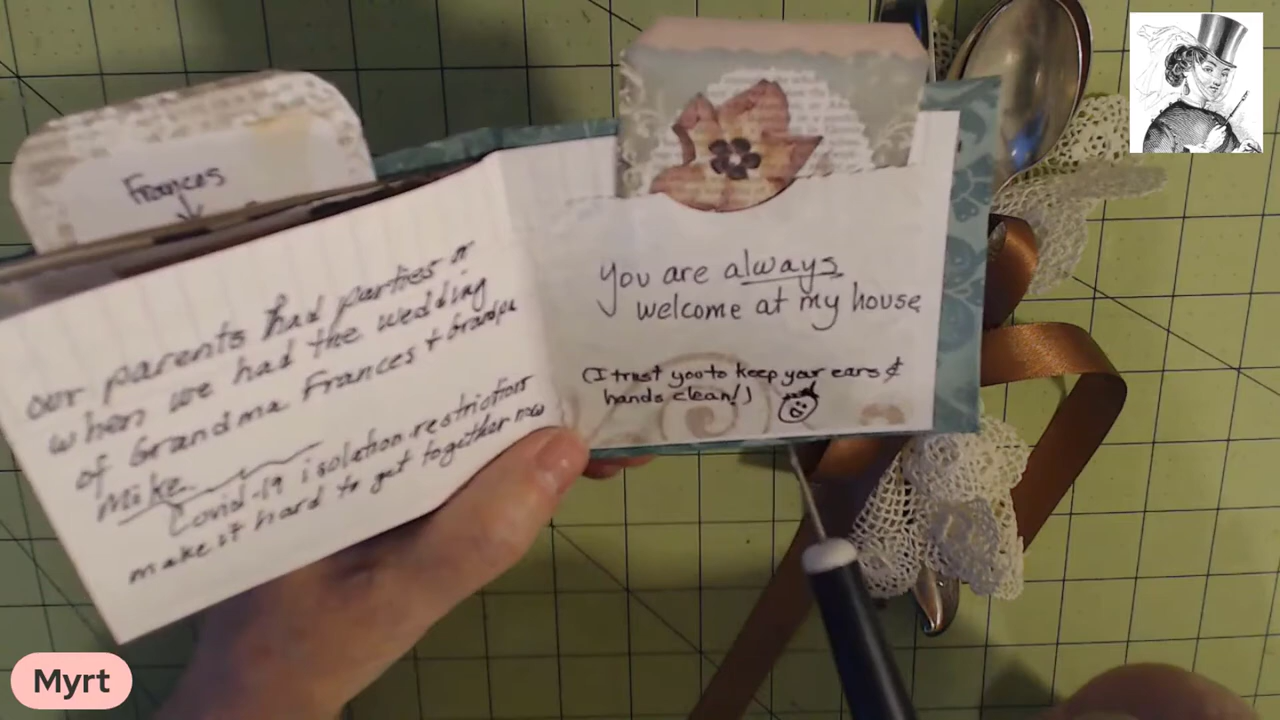 Frances
our parents had parties or
when we had the wedding
of Grandma Frances + Grandpa
Mike.
Covid-19 isolation restrictions
make it hard to get together now
You are always
welcome at my house
(I trust you to keep your ears &
hands clean!)
Myrt